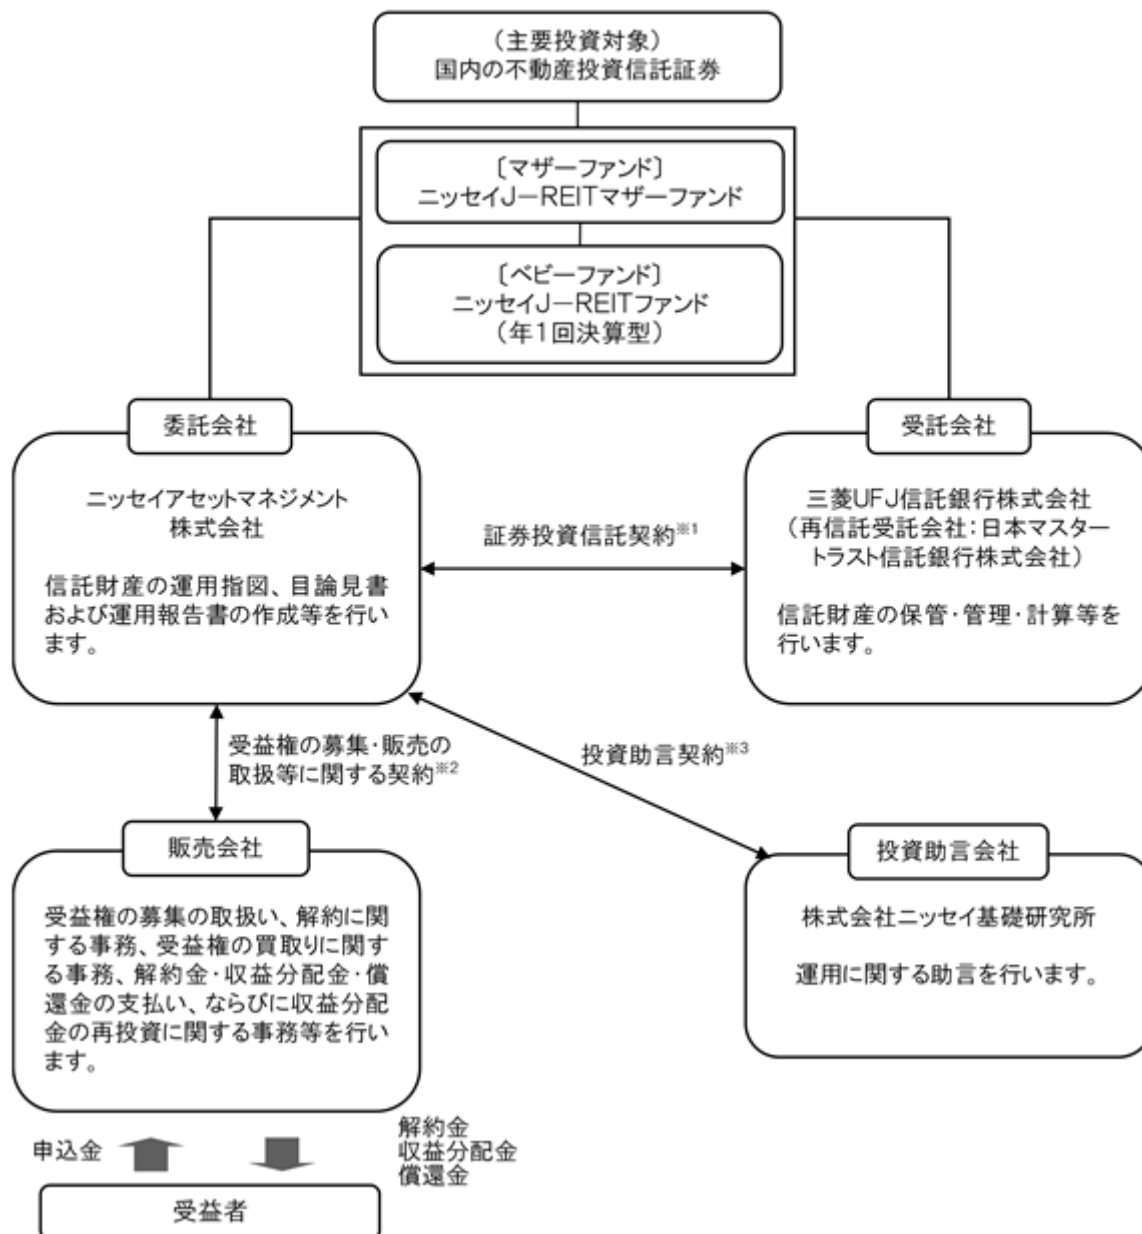 （主要投資対象）
国内の不動産投資信託証券
〔マザーファンド〕
ニッセイJ－REITマザーファンド
〔ベビーファンド〕
ニッセイJ－REITファンド
（年1回決算型）
委託会社
ニッセイアセットマネジメント
株式会社
信託財産の運用指図、目論見書
および運用報告書の作成等を行い
ます。
証券投資信託契約※1
受託会社
三菱UFJ信託銀行株式会社
（再信託受託会社：日本マスター
トラスト信託銀行株式会社）
信託財産の保管・管理・計算等を
行います。
受益権の募集・販売の
取扱等に関する契約※2
投資助言契約※3
販売会社
受益権の募集の取扱い、解約に関
する事務、受益権の買取りに関す
る事務、解約金・収益分配金・償
還金の支払い、ならびに収益分配
金の再投資に関する事務等を行い
ます。
投資助言会社
株式会社ニッセイ基礎研究所
運用に関する助言を行います。
申込金
解約金
収益分配金
償還金
受益者